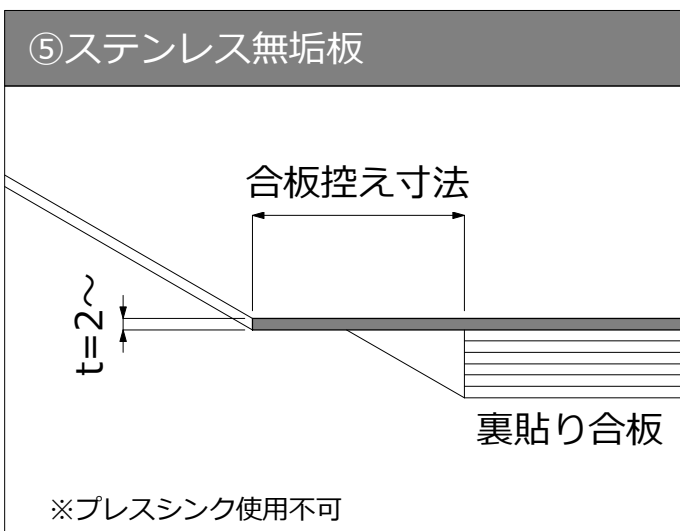 ⑤ステンレス無垢板
合板控え寸法
t=2～
裏貼り合板
※プレスシンク使用不可